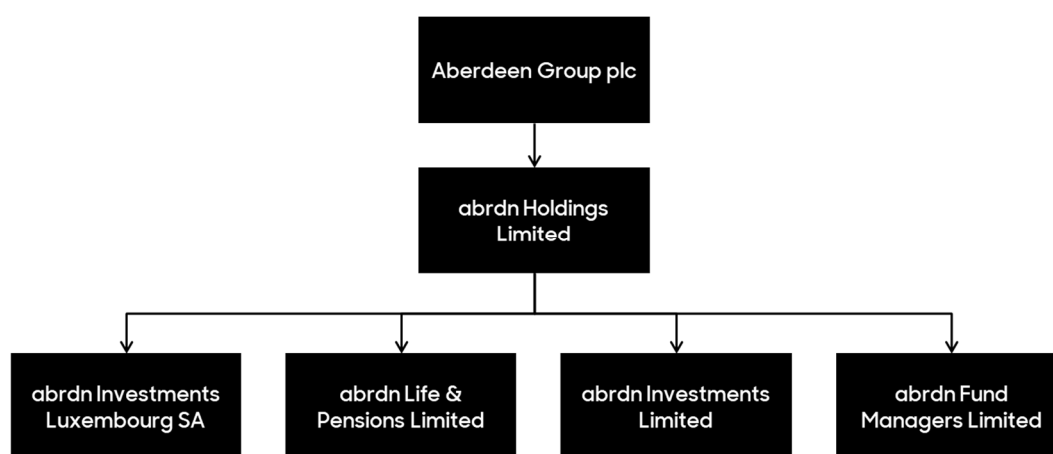 Aberdeen Group plc
abrdn Holdings
Limited
abrdn Investments
Luxembourg SA
abrdn Life &
Pensions Limited
abrdn Investments
Limited
abrdn Fund
Managers Limited